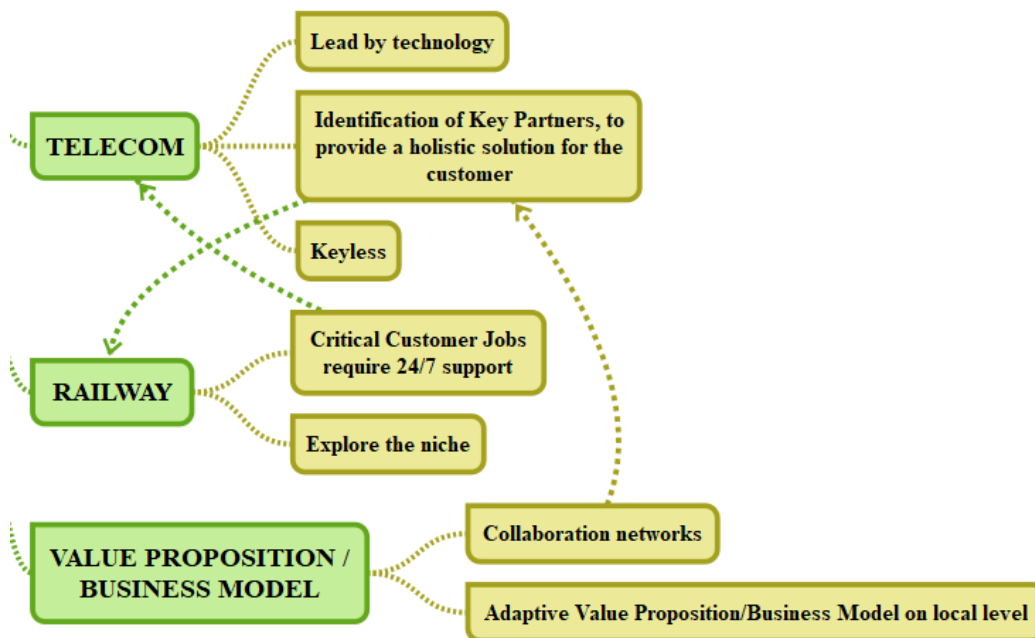 Lead by technology
TELECOM
Identification of Key Partners, to
provide a holistic solution for the
customer
Keyless
RAILWAY
Critical Customer Jobs
require 24/7 support
Explore the niche
VALUE PROPOSITION /
BUSINESS MODEL
Collaboration networks
Adaptive Value Proposition/Business Model on local level